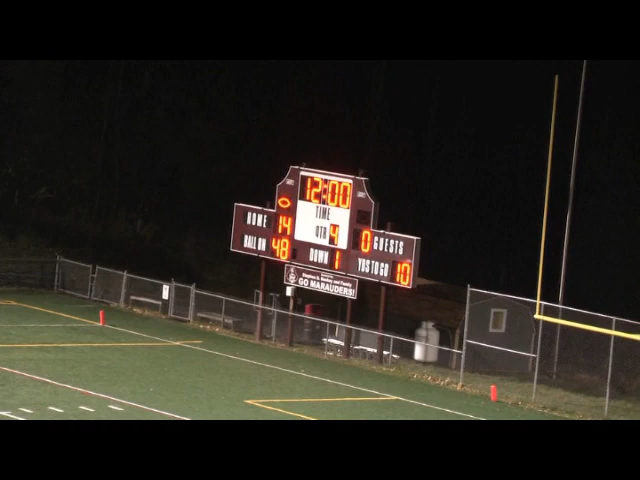 12:00
TIME
HOME 14 QTR 4 0 GUESTS
BALL ON 48 DOWN 1 YDS TO GO 10
GO MARAUDERS!